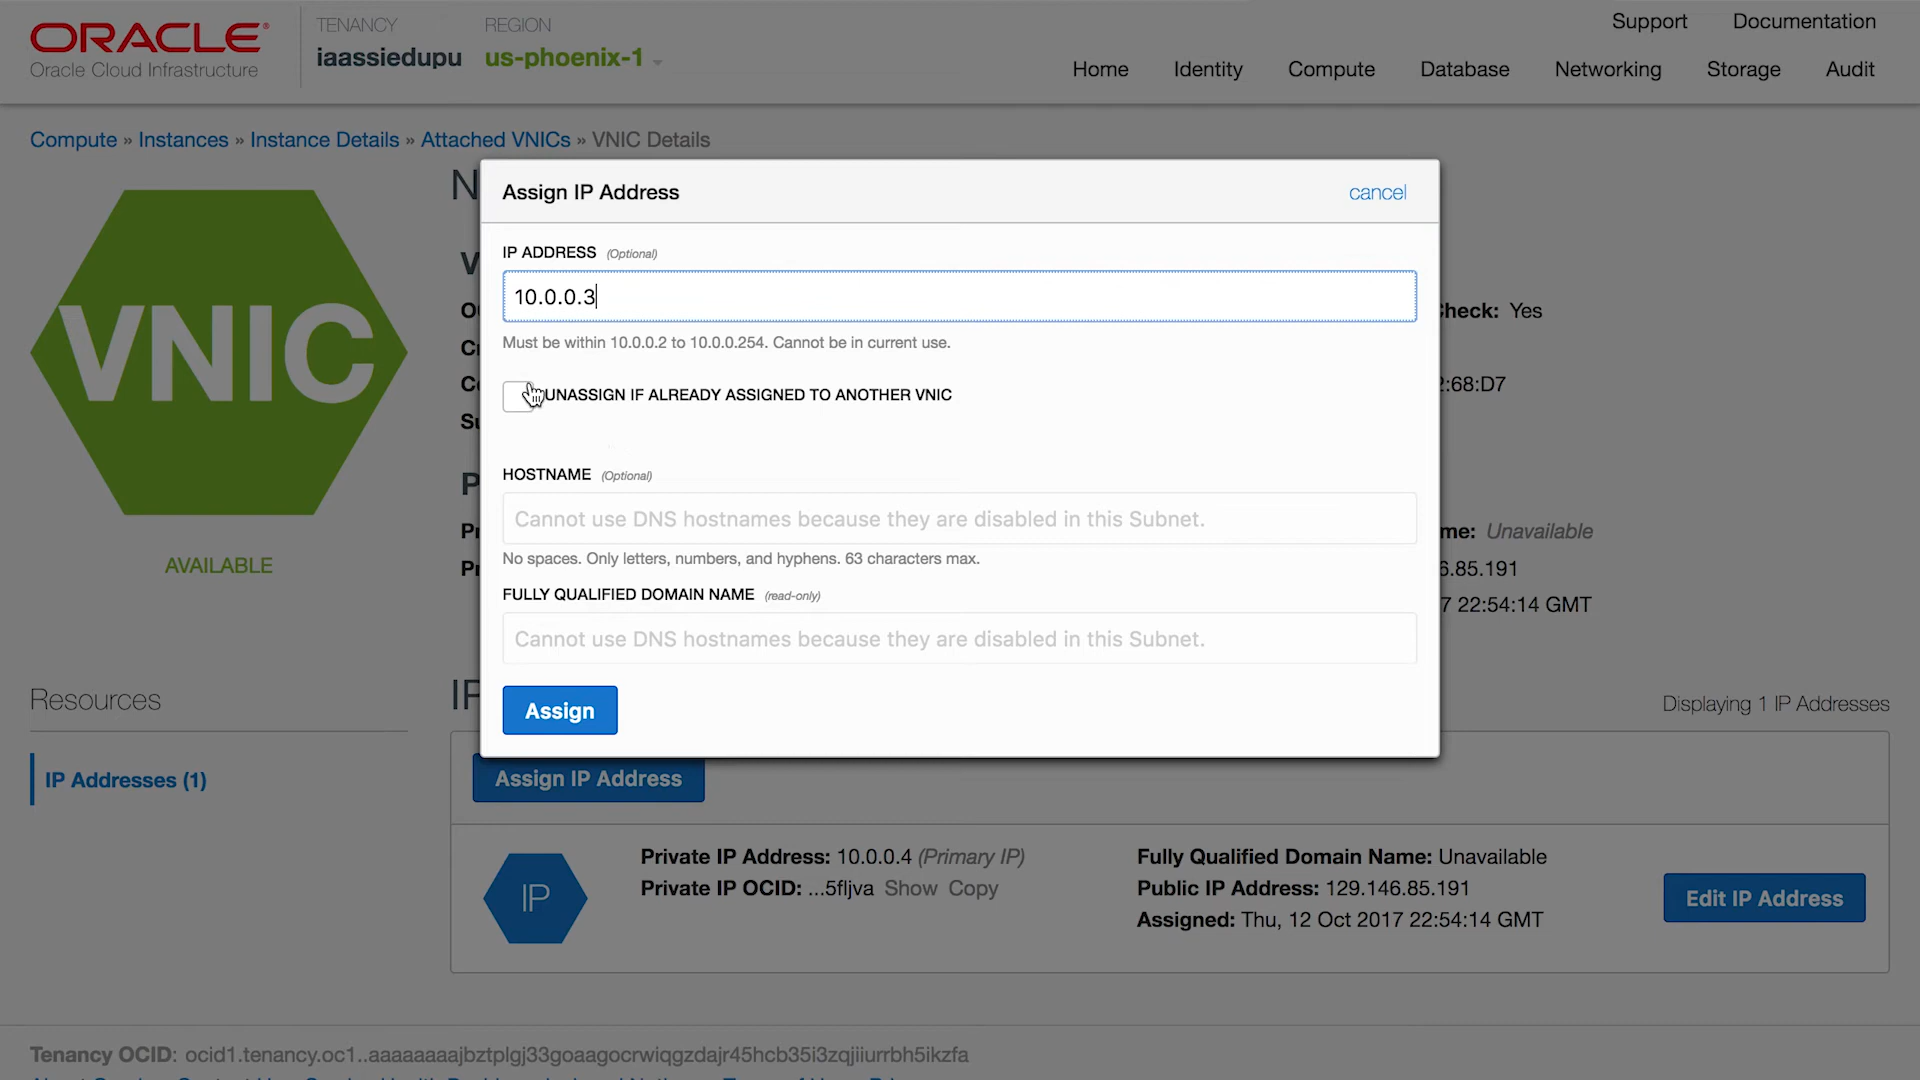 ORACLE®
Oracle Cloud Infrastructure
TENANCY
iaassiedupu
REGION
us-phoenix-1
Support Documentation
Home Identity Compute Database Networking Storage Audit
Compute » Instances » Instance Details » Attached VNICs » VNIC Details
VNIC
AVAILABLE
Assign IP Address
cancel
IP ADDRESS (Optional)
10.0.0.3
Must be within 10.0.0.2 to 10.0.0.254. Cannot be in current use.
UNASSIGN IF ALREADY ASSIGNED TO ANOTHER VNIC
HOSTNAME (Optional)
Cannot use DNS hostnames because they are disabled in this Subnet.
No spaces. Only letters, numbers, and hyphens. 63 characters max.
FULLY QUALIFIED DOMAIN NAME (read-only)
Cannot use DNS hostnames because they are disabled in this Subnet.
Assign
Yes
:68:D7
Unavailable
.85.191
22:54:14 GMT
Resources
IP Addresses (1)
Displaying 1 IP Addresses
Assign IP Address
IP
Private IP Address: 10.0.0.4 (Primary IP)
Private IP OCID: ...5fljva Show Copy
Fully Qualified Domain Name: Unavailable
Public IP Address: 129.146.85.191
Assigned: Thu, 12 Oct 2017 22:54:14 GMT
Edit IP Address
Tenancy OCID: ocid1.tenancy.oc1..aaaaaaaajbztplgj33goaagocrwiqgzdajr45hcb35i3zqjiiurrbh5ikzfa